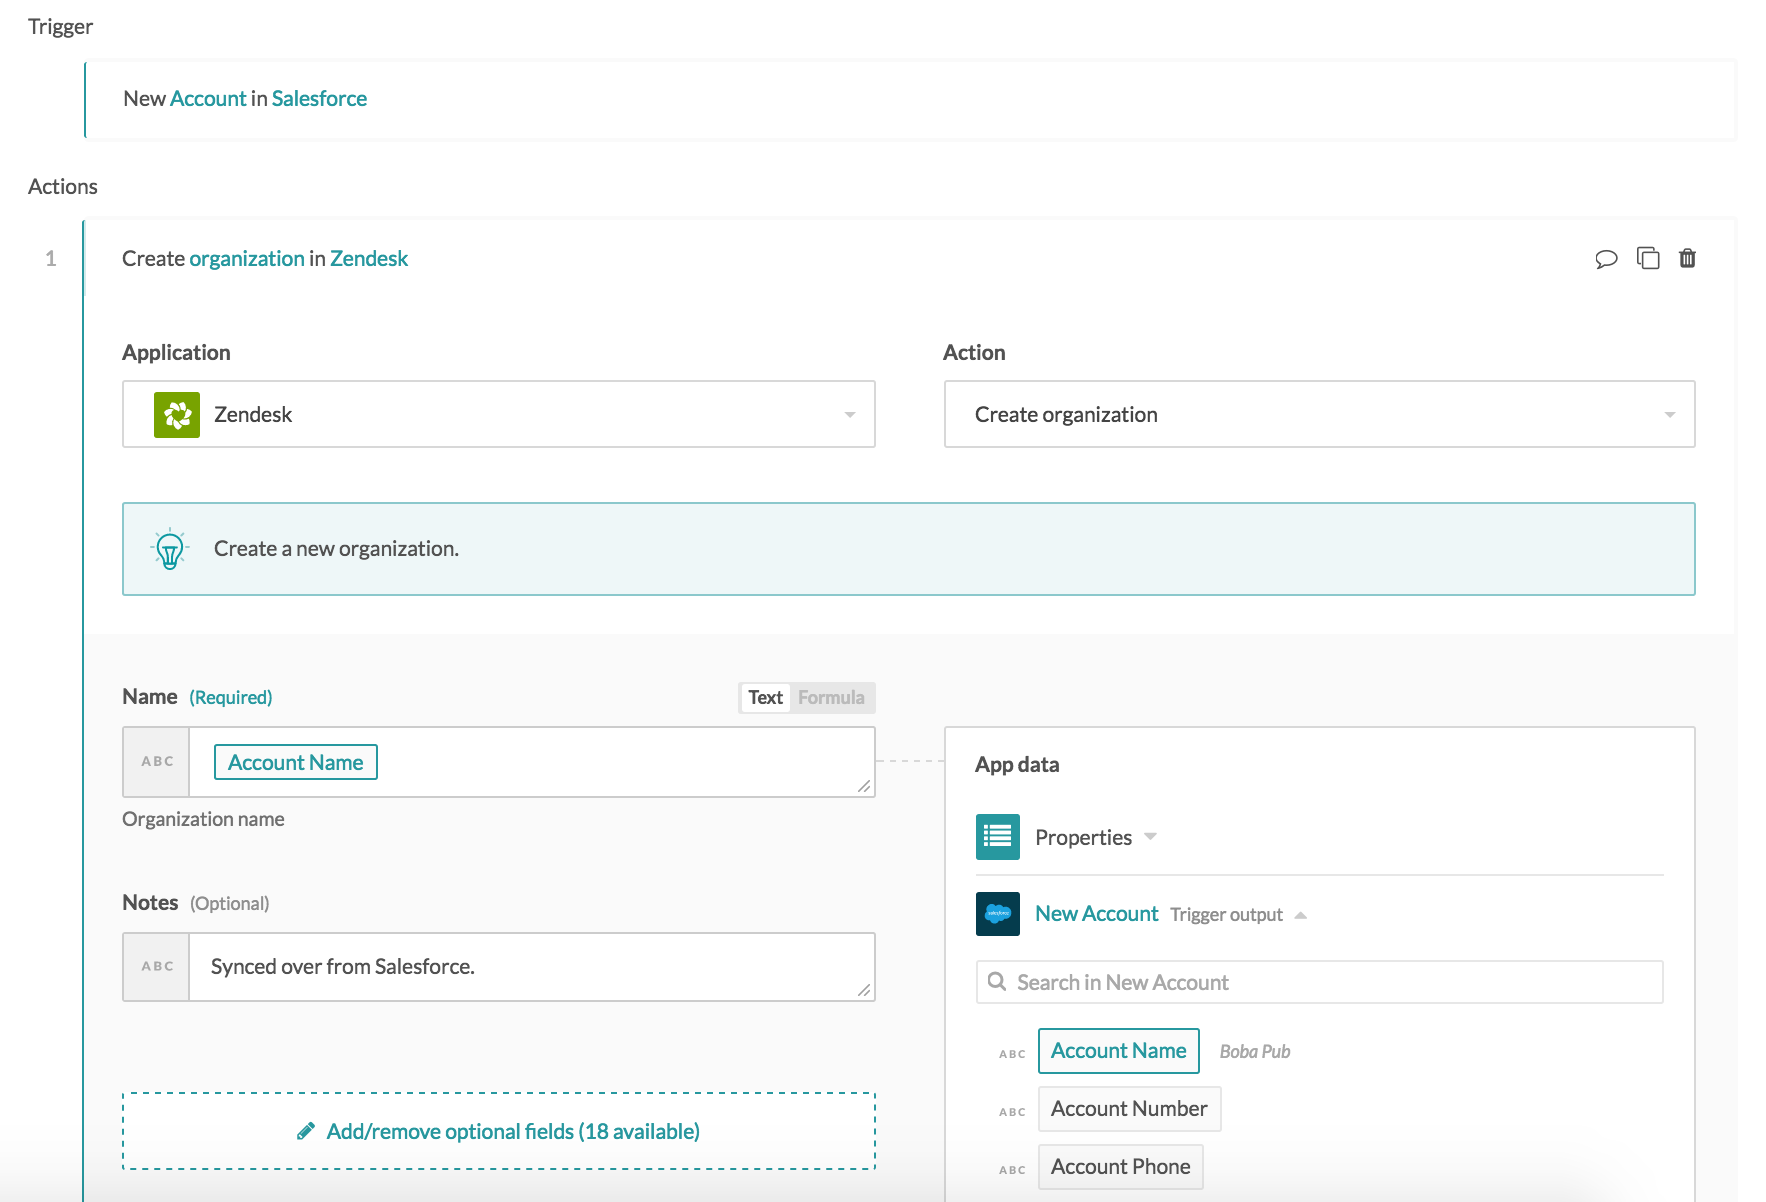 Trigger
New Account in Salesforce
Actions
1
Create organization in Zendesk
Application
Action
Zendesk
Create organization
Create a new organization.
Name (Required)
Text Formula
ABC
Account Name
Organization name
Notes (Optional)
ABC
Synced over from Salesforce.
Add/remove optional fields (18 available)
App data
Properties
salesforce
New Account Trigger output
Search in New Account
ABC Account Name Boba Pub
ABC Account Number
ABC Account Phone